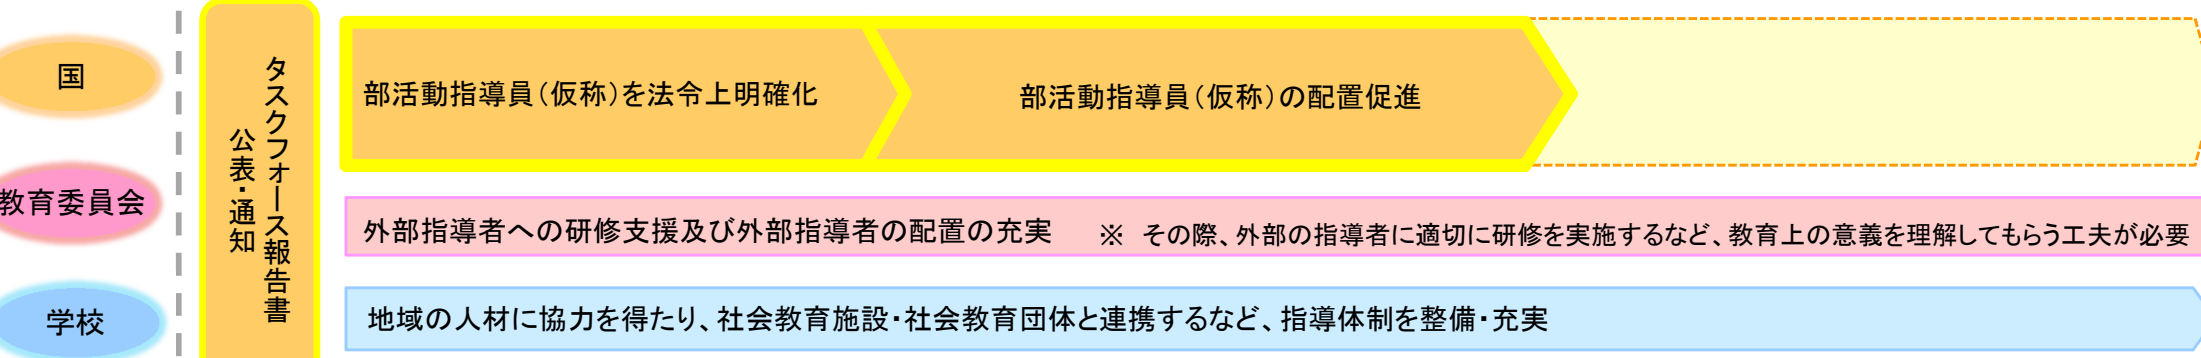 国
タスクフォース報告書
公表・通知
部活動指導員（仮称）を法令上明確化
部活動指導員（仮称）の配置促進
教育委員会
外部指導者への研修支援及び外部指導者の配置の充実　※　その際、外部の指導者に適切に研修を実施するなど、教育上の意義を理解してもらう工夫が必要
学校
地域の人材に協力を得たり、社会教育施設・社会教育団体と連携するなど、指導体制を整備・充実